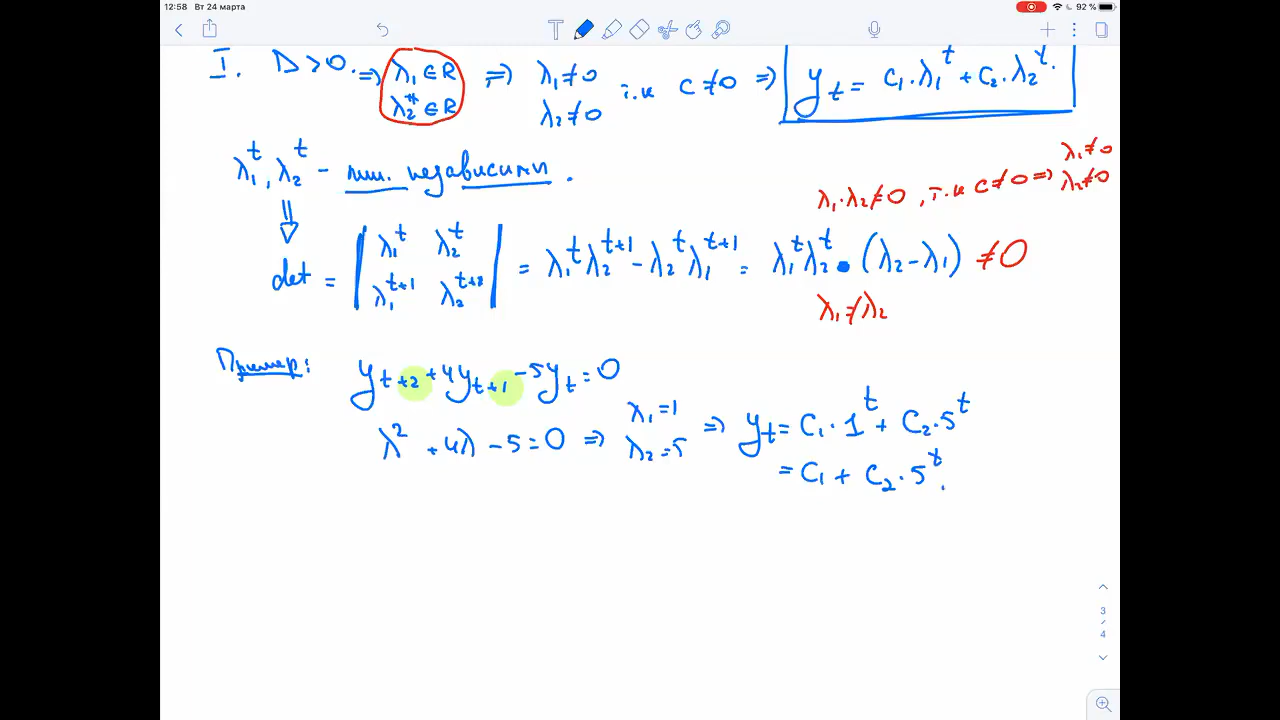 12:58 Вт 24 марта 92 %
I. D > 0. ⇒ λ₁ ∈ R ⇒ λ₁ ≠ 0 т.к c ≠ 0 ⇒ y_t = C₁·λ₁^t + C₂·λ₂^t.
λ₂ ∈ R λ₂ ≠ 0
λ₁^t, λ₂^t - лин. независимы.
λ₁·λ₂ ≠ 0, т.к c ≠ 0 ⇒ λ₁ ≠ 0
λ₂ ≠ 0
⇓
det = | λ₁^t λ₂^t | = λ₁^t λ₂^{t+1} - λ₂^t λ₁^{t+1} = λ₁^t λ₂^t · (λ₂ - λ₁) ≠ 0
| λ₁^{t+1} λ₂^{t+1} |
λ₁ ≠ λ₂
Пример: y_{t+2} + 4y_{t+1} - 5y_t = 0
λ² + 4λ - 5 = 0 ⇒ λ₁ = 1 ⇒ y_t = C₁·1^t + C₂·5^t
λ₂ = 5
= C₁ + C₂·5^t.
3
4